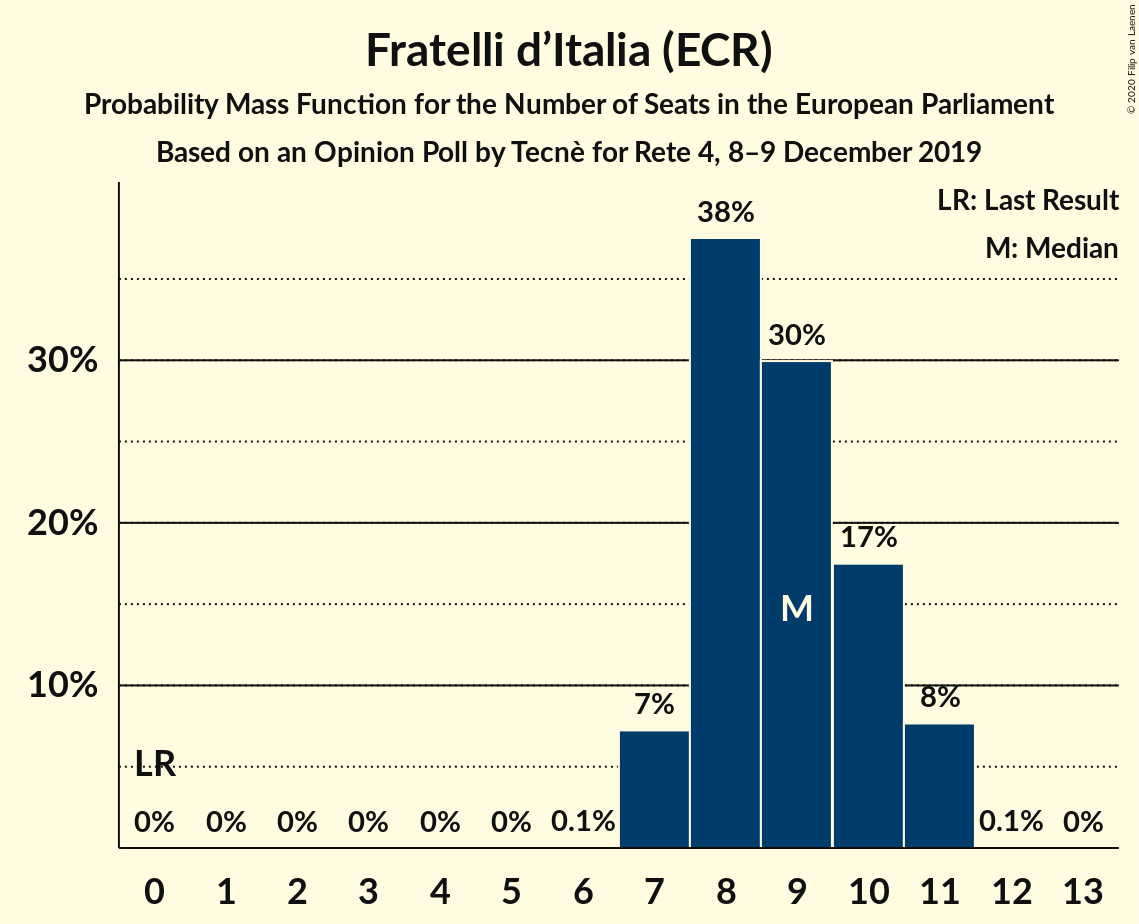 Fratelli d’Italia (ECR)
Probability Mass Function for the Number of Seats in the European Parliament
Based on an Opinion Poll by Tecnè for Rete 4, 8–9 December 2019
© 2020 Filip van Laenen
LR: Last Result
M: Median
38%
30%
30%
20%
17%
M
10%
7%
8%
LR
0% 0% 0% 0% 0% 0% 0.1% 0.1% 0%
0 1 2 3 4 5 6 7 8 9 10 11 12 13